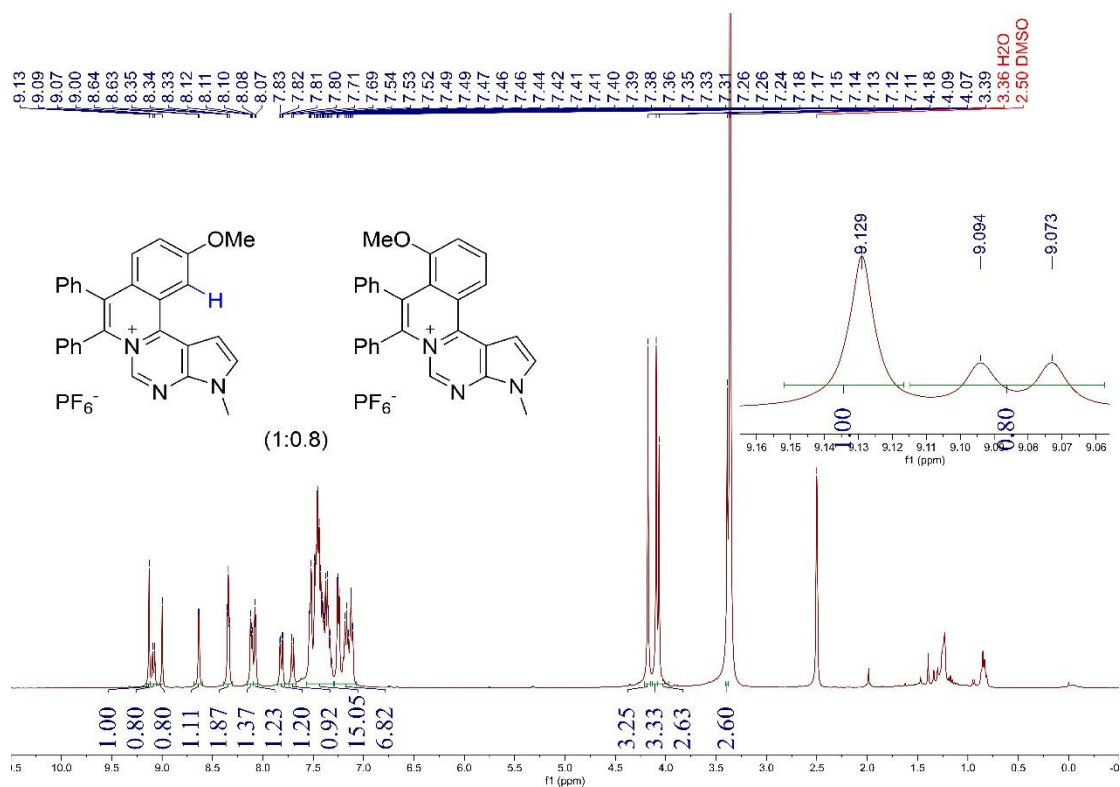 9.13 9.09 9.07 9.00 8.64 8.63 8.35 8.34 8.33 8.12 8.11 8.10 8.08 8.07 7.83 7.82 7.81 7.80 7.71 7.69 7.54 7.53 7.52 7.49 7.49 7.47 7.46 7.46 7.44 7.42 7.41 7.41 7.40 7.39 7.38 7.36 7.35 7.33 7.31 7.26 7.26 7.24 7.18 7.17 7.15 7.14 7.13 7.12 7.11 4.18 4.09 4.07 3.39 3.36 H2O 2.50 DMSO
OMe
MeO
Ph
H
Ph
Ph
Ph
N+
N
N
N+
N
N
PF6-
PF6-
(1:0.8)
9.129 9.094 9.073
1.00 0.80
9.16 9.15 9.14 9.13 9.12 9.11 9.10 9.09 9.08 9.07 9.06
f1 (ppm)
1.00 0.80 0.80 1.11 1.87 1.37 1.23 1.20 0.92 15.05 6.82 3.25 3.33 2.63 2.60
10.0 9.5 9.0 8.5 8.0 7.5 7.0 6.5 6.0 5.5 5.0 4.5 4.0 3.5 3.0 2.5 2.0 1.5 1.0 0.5 0.0
f1 (ppm)